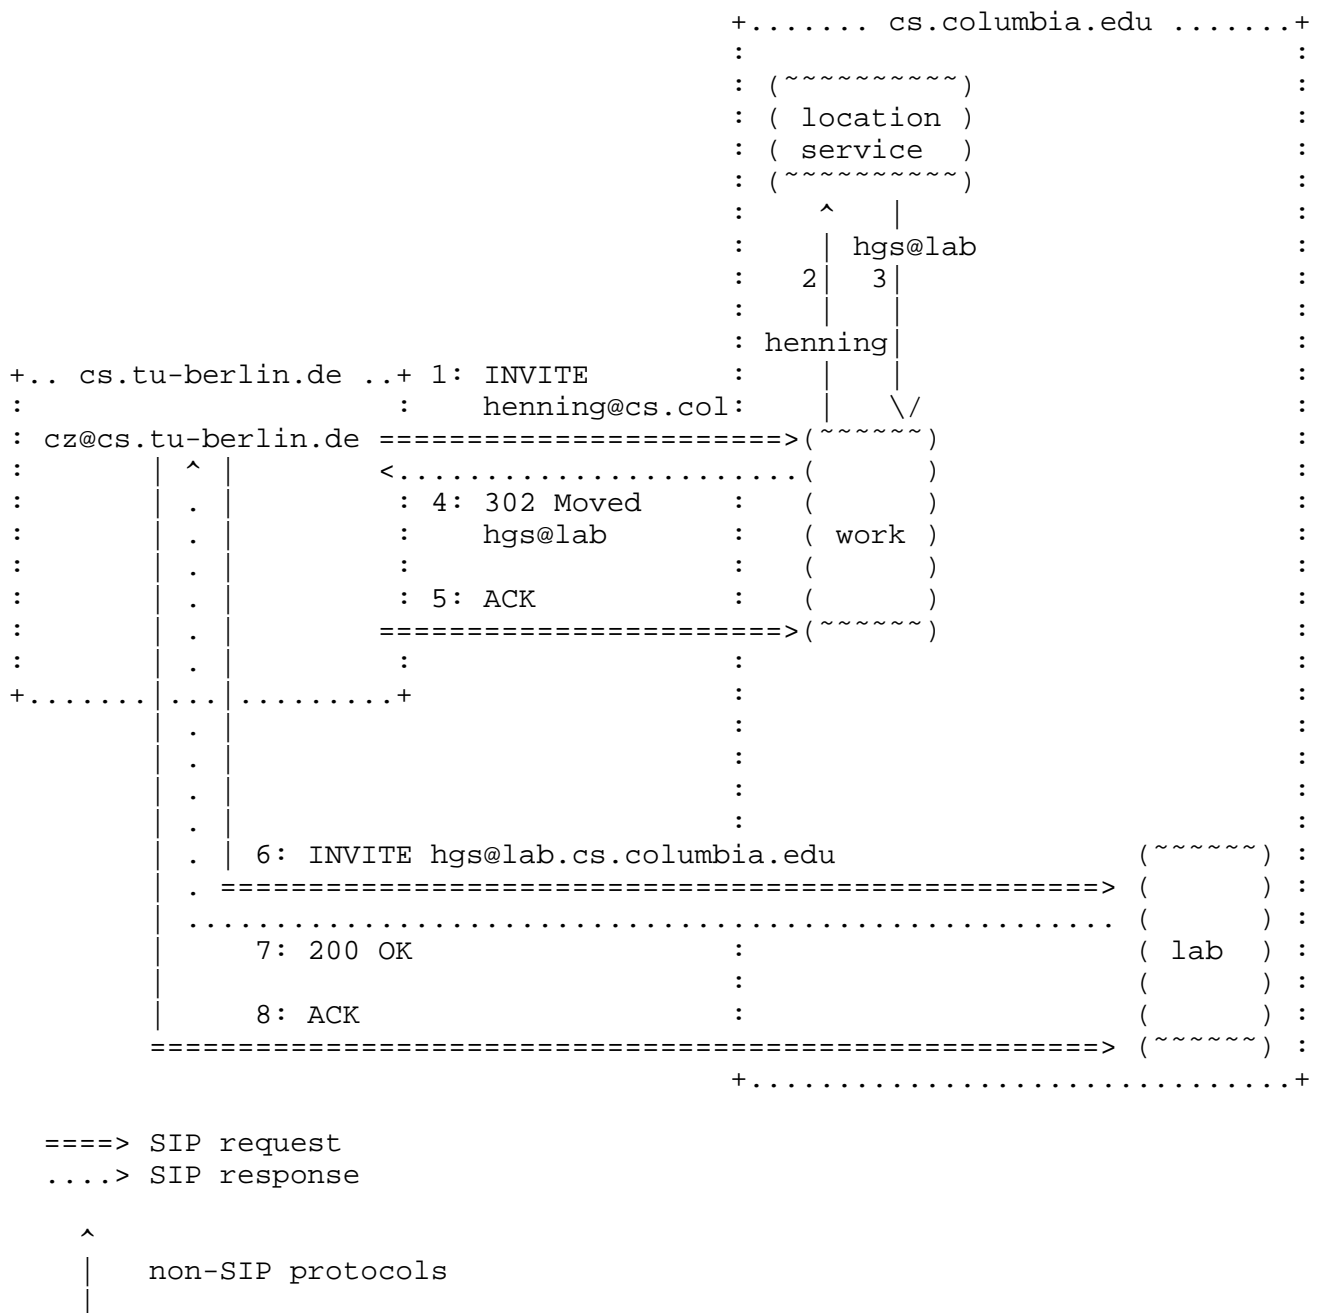 +....... cs.columbia.edu .......+
:                               :
: (~~~~~~~~~~)                  :
: ( location )                  :
: ( service  )                  :
: (~~~~~~~~~~)                  :
:     ^    |                    :
:     | hgs@lab                 :
:    2|   3|                    :
:     |    |                    :
: henning|                      :
+.. cs.tu-berlin.de ..+ 1: INVITE        :    |   |                      :
:                     :    henning@cs.col:    |   \/                     :
: cz@cs.tu-berlin.de =======================>(~~~~~~)                    :
:       | ^ |        <.......................(      )                    :
:       | . |         : 4: 302 Moved     :   (      )                    :
:       | . |         :    hgs@lab       :   ( work )                    :
:       | . |         :                  :   (      )                    :
:       | . |         : 5: ACK           :   (      )                    :
:       | . |        =======================>(~~~~~~)                    :
:       | . |         :                  :                               :
+.......|...|.........+                  :                               :
        | . |                            :                               :
        | . |                            :                               :
        | . |                            :                               :
        | . |                            :                               :
        | . | 6: INVITE hgs@lab.cs.columbia.edu                 (~~~~~~) :
        | . ==================================================> (      ) :
        | ..................................................... (      ) :
        |     7: 200 OK                  :                      ( lab  ) :
        |                                :                      (      ) :
        |     8: ACK                     :                      (      ) :
        ======================================================> (~~~~~~) :
                                         +...............................+
  ====> SIP request
  ....> SIP response
    ^
    |   non-SIP protocols
    |